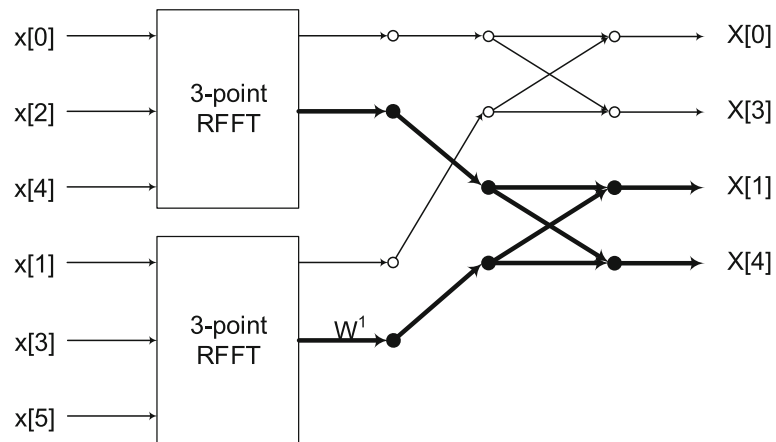 x[0]
x[2]
x[4]
x[1]
x[3]
x[5]
3-point
RFFT
3-point
RFFT
W¹
X[0]
X[3]
X[1]
X[4]